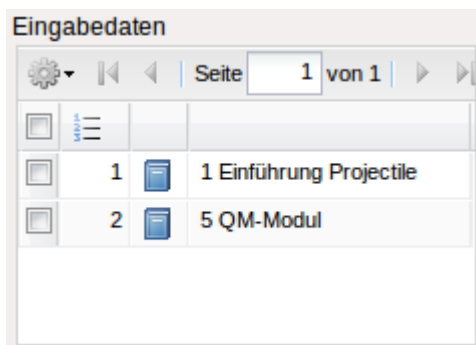 Eingabedaten
Seite 1 von 1
1 1 Einführung Projectile
2 5 QM-Modul